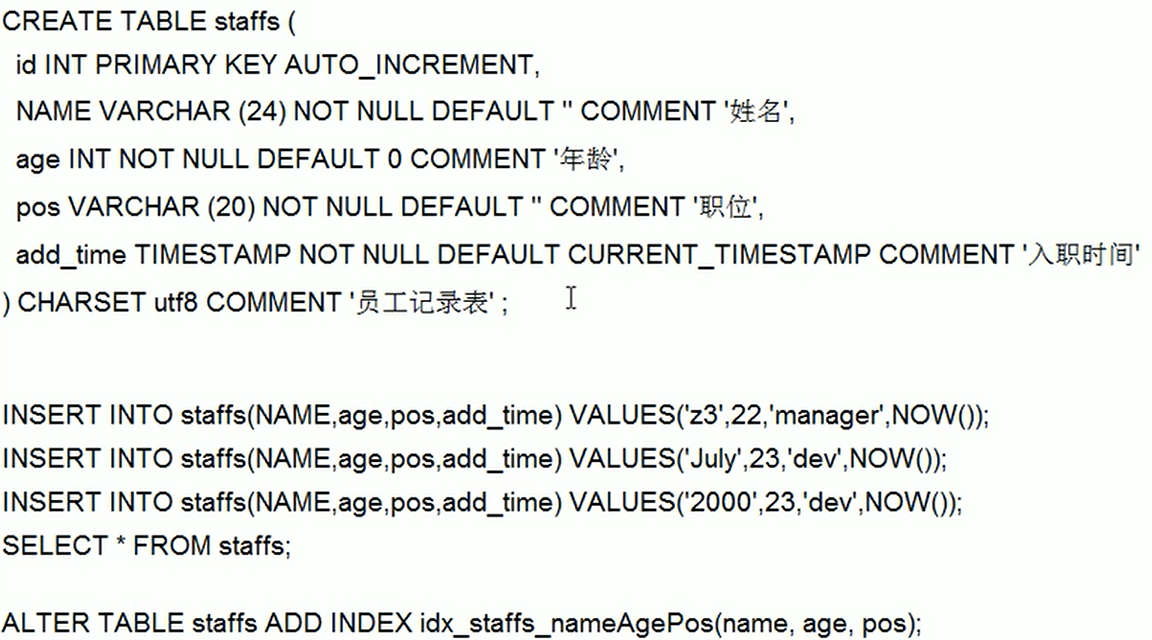 CREATE TABLE staffs (
id INT PRIMARY KEY AUTO_INCREMENT,
NAME VARCHAR (24) NOT NULL DEFAULT '' COMMENT '姓名',
age INT NOT NULL DEFAULT 0 COMMENT '年龄',
pos VARCHAR (20) NOT NULL DEFAULT '' COMMENT '职位',
add_time TIMESTAMP NOT NULL DEFAULT CURRENT_TIMESTAMP COMMENT '入职时间'
) CHARSET utf8 COMMENT '员工记录表' ;
INSERT INTO staffs(NAME,age,pos,add_time) VALUES('z3',22,'manager',NOW());
INSERT INTO staffs(NAME,age,pos,add_time) VALUES('July',23,'dev',NOW());
INSERT INTO staffs(NAME,age,pos,add_time) VALUES('2000',23,'dev',NOW());
SELECT * FROM staffs;
ALTER TABLE staffs ADD INDEX idx_staffs_nameAgePos(name, age, pos);